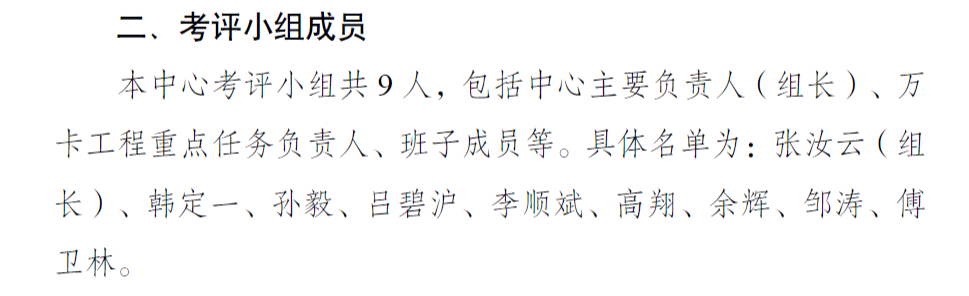 二、考评小组成员
本中心考评小组共9人，包括中心主要负责人（组长）、万
卡工程重点任务负责人、班子成员等。具体名单为：张汝云（组
长）、韩定一、孙毅、吕碧沪、李顺斌、高翔、余辉、邹涛、傅
卫林。